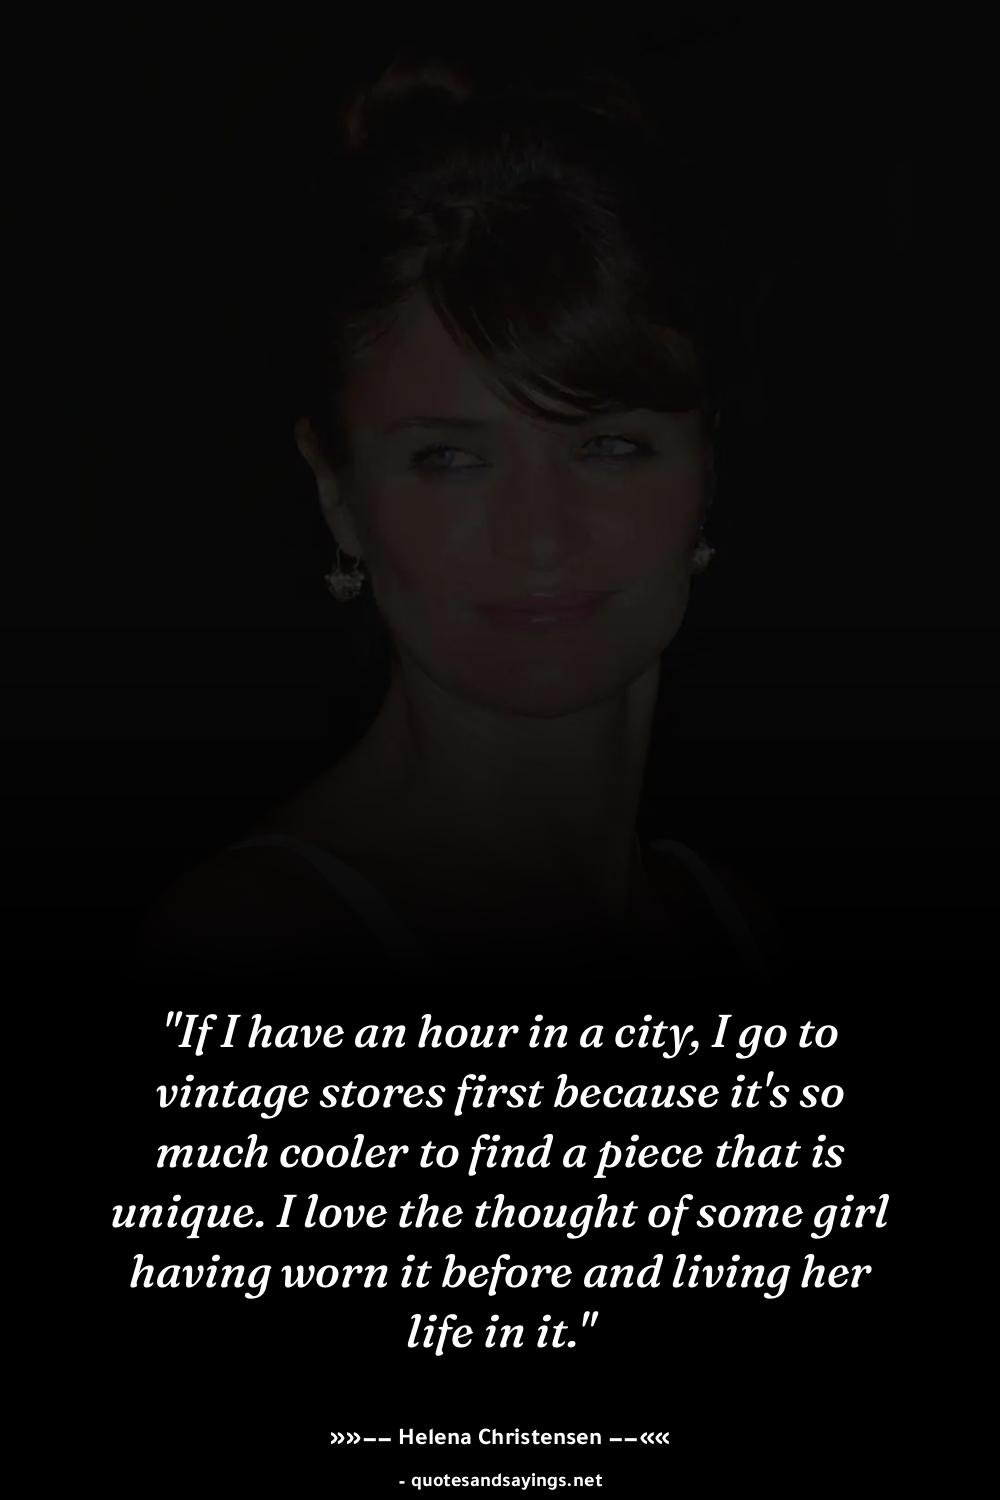 "If I have an hour in a city, I go to
vintage stores first because it's so
much cooler to find a piece that is
unique. I love the thought of some girl
having worn it before and living her
life in it."
»»–– Helena Christensen ––««
- quotesandsayings.net